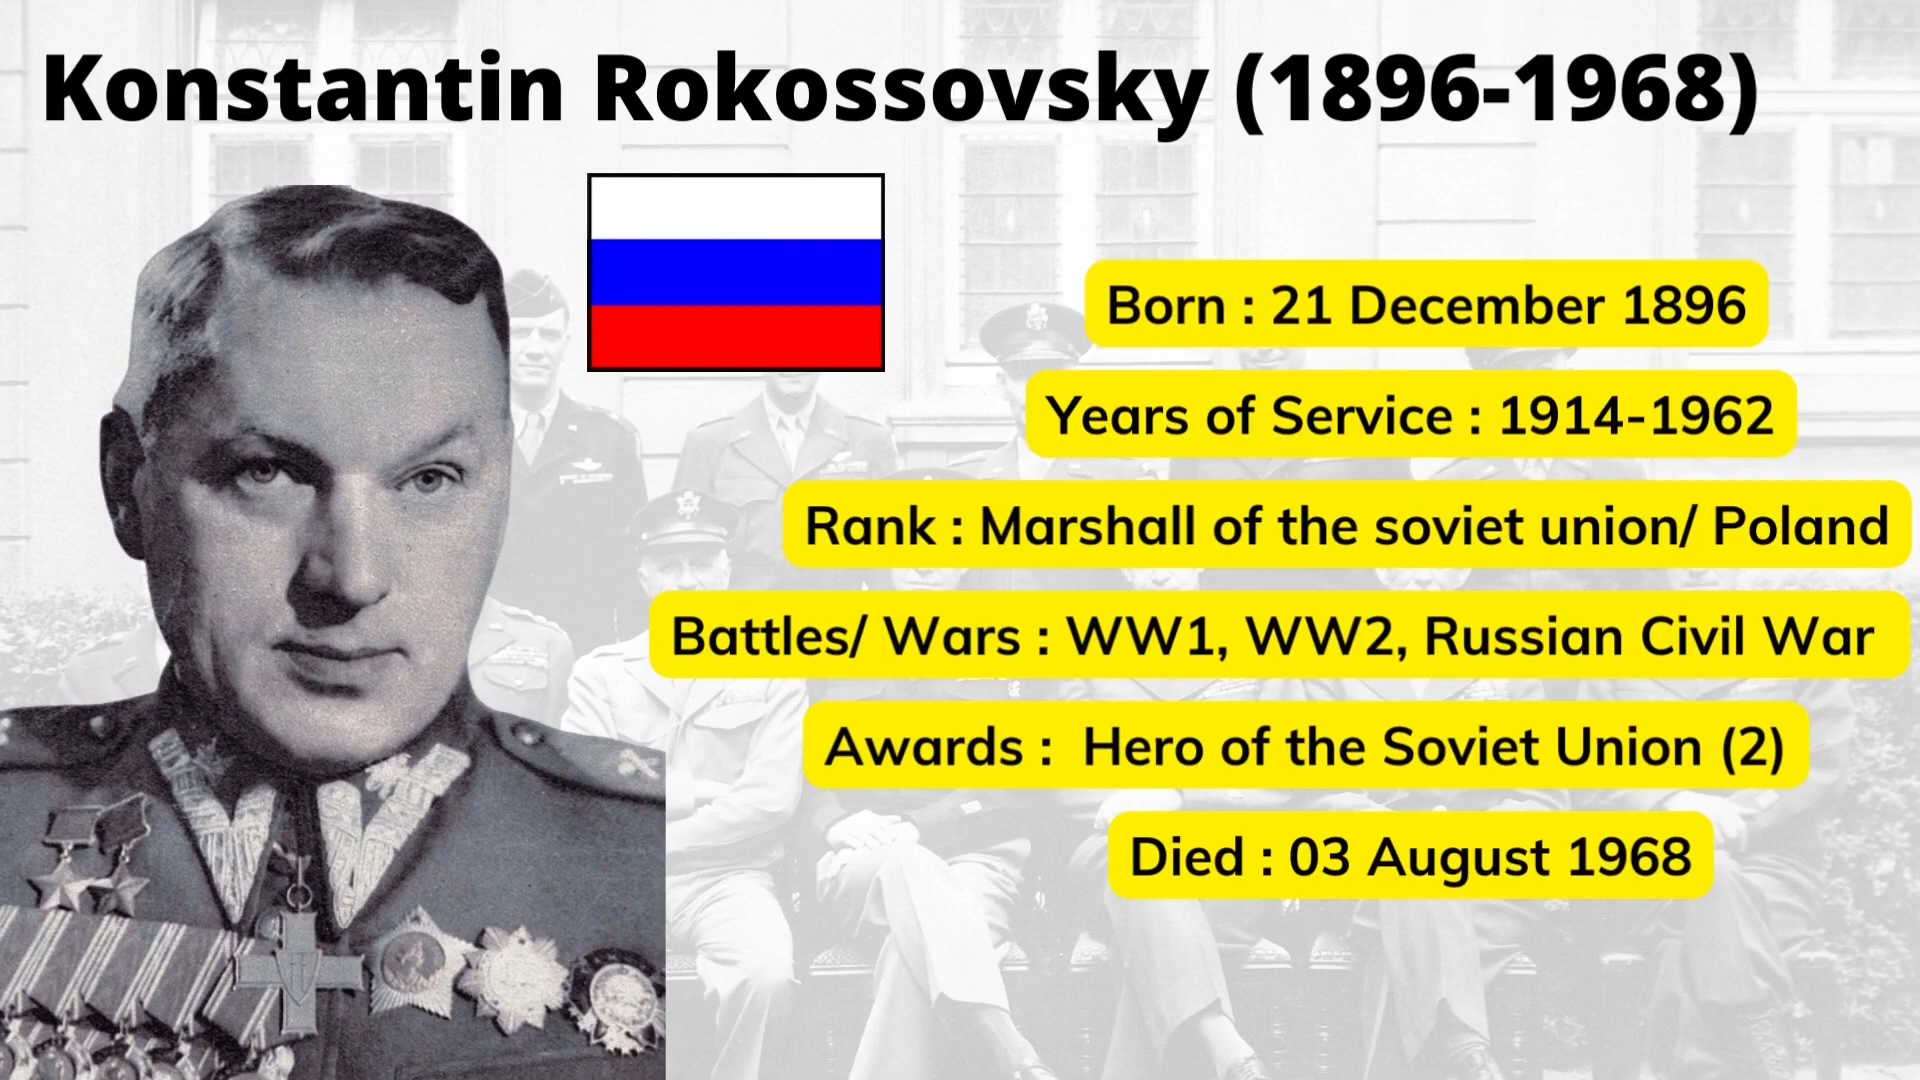 Konstantin Rokossovsky (1896-1968)
Born : 21 December 1896
Years of Service : 1914-1962
Rank : Marshall of the soviet union/ Poland
Battles/ Wars : WW1, WW2, Russian Civil War
Awards :  Hero of the Soviet Union (2)
Died : 03 August 1968